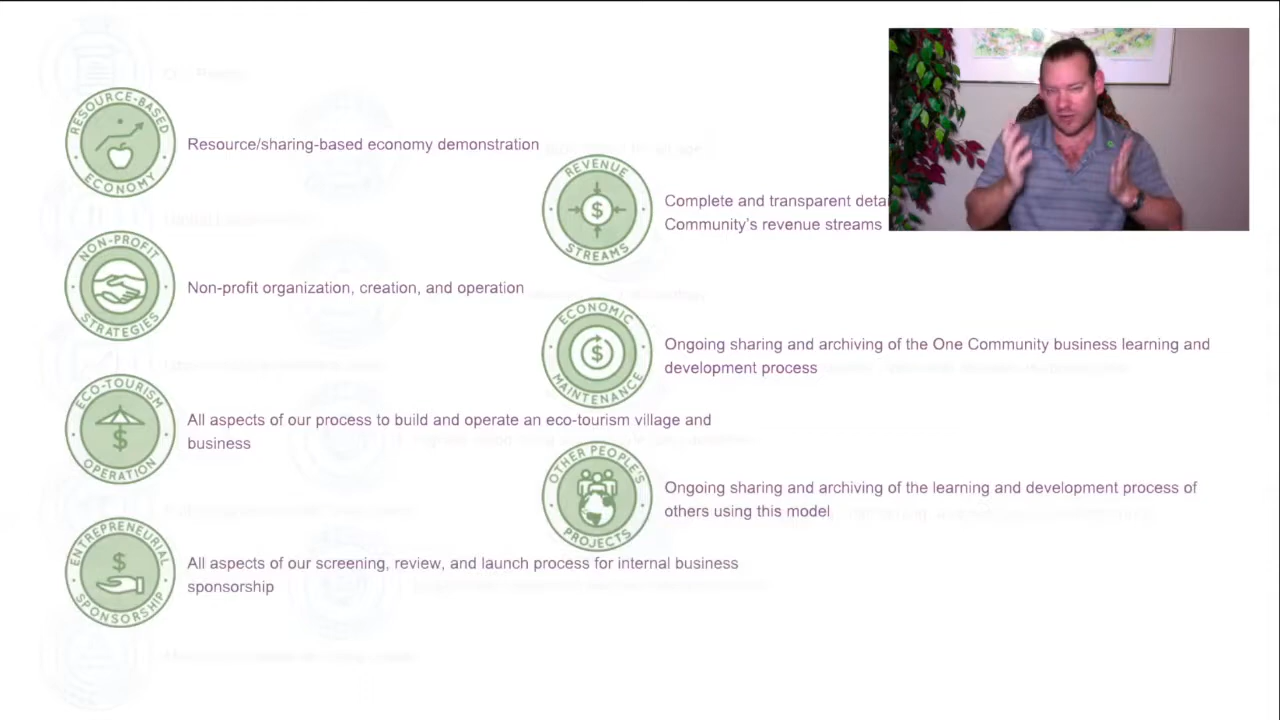 RESOURCE-BASED
ECONOMY
Resource/sharing-based economy demonstration
NON-PROFIT
STRATEGIES
Non-profit organization, creation, and operation
ECO-TOURISM
$
OPERATION
All aspects of our process to build and operate an eco-tourism village and
business
ENTREPRENEURIAL
$
SPONSORSHIP
All aspects of our screening, review, and launch process for internal business
sponsorship
REVENUE
$
STREAMS
Complete and transparent
Community's revenue streams
ECONOMIC
$
MAINTENANCE
Ongoing sharing and archiving of the One Community business learning and
development process
OTHER PEOPLE'S
PROJECTS
Ongoing sharing and archiving of the learning and development process of
others using this model